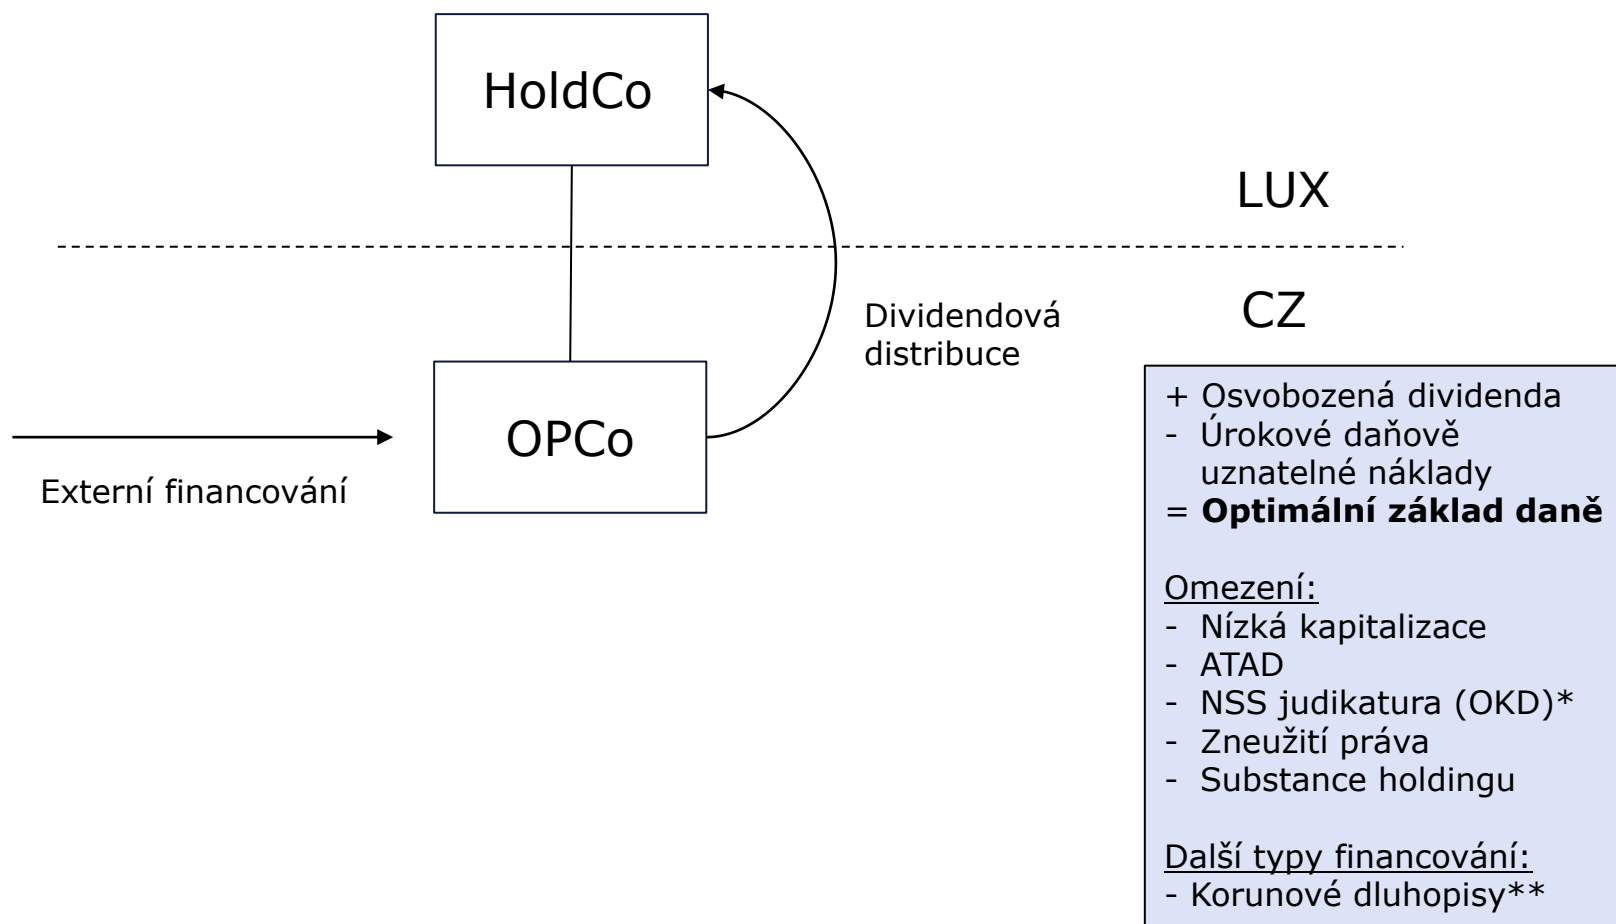 HoldCo
LUX
CZ
Dividendová
distribuce
OPCo
Externí financování
+ Osvobozená dividenda
- Úrokové daňově
uznatelné náklady
= Optimální základ daně
Omezení:
- Nízká kapitalizace
- ATAD
- NSS judikatura (OKD)*
- Zneužití práva
- Substance holdingu
Další typy financování:
- Korunové dluhopisy**